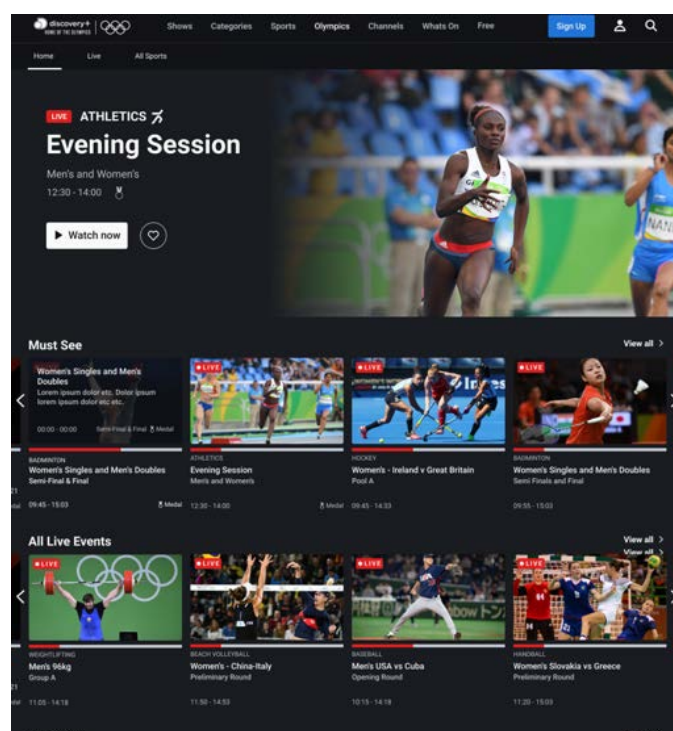 discovery+
HOME OF THE OLYMPICS
Shows Categories Sports Olympics Channels Whats On Free Sign Up
Home Live All Sports
LIVE ATHLETICS
Evening Session
Men's and Women's
12:30 - 14:00
Watch now
Must See View all
Women's Singles and Men's
Doubles
Lorem ipsum dolor etc. Dolor ipsum
lorem ipsum dolor etc etc.
00:00 - 00:00 Semi-Final & Final Medal
LIVE LIVE LIVE
BADMINTON ATHLETICS HOCKEY BADMINTON
Women's Singles and Men's Doubles Evening Session Women's - Ireland v Great Britain Women's Singles and Men's Doubles
Semi-Final & Final Men's and Women's Pool A Semi Finals and Final
21
09:45 - 15:03 Medal 12:30 - 14:00 Medal 09:45 - 14:33 09:55 - 15:03
All Live Events View all
View all
LIVE LIVE LIVE LIVE
WEIGHTLIFTING BEACH VOLLEYBALL BASEBALL HANDBALL
Men's 96kg Women's - China-Italy Men's USA vs Cuba Women's Slovakia vs Greece
Group A Preliminary Round Opening Round Preliminary Round
21
11:05 - 14:18 11:50 - 14:53 10:15 - 14:18 11:20 - 15:03